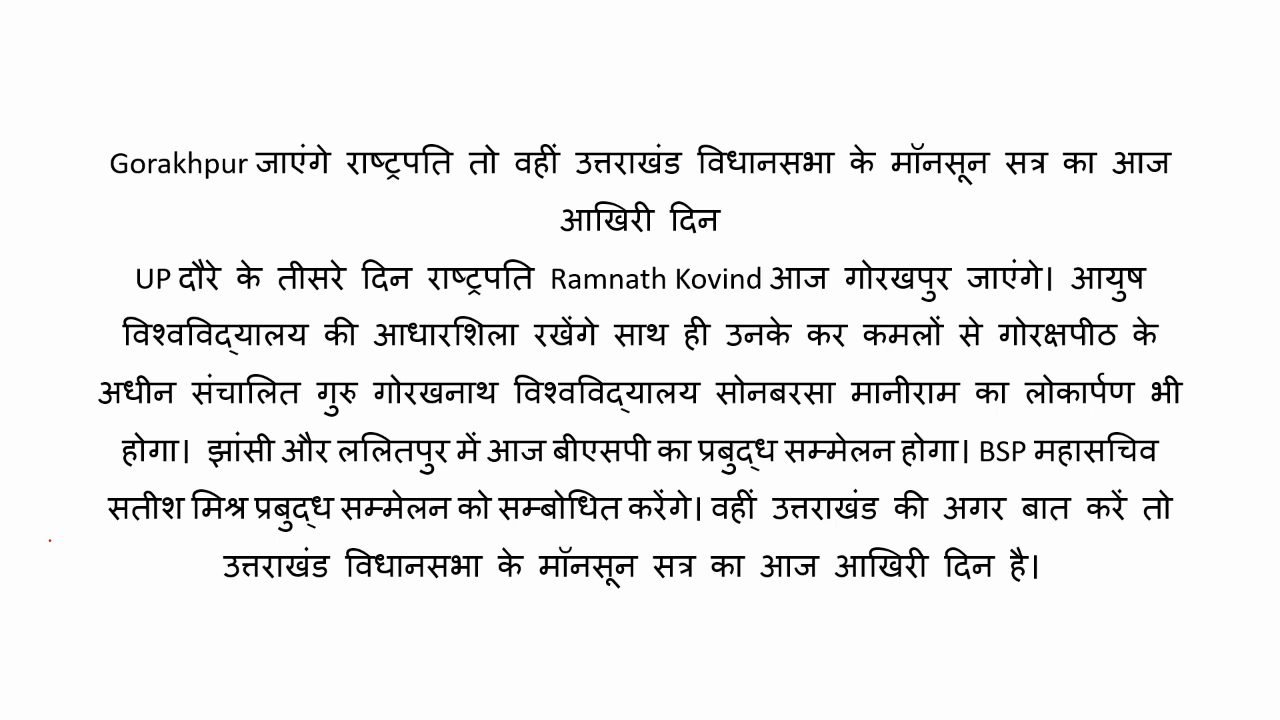 Gorakhpur जाएंगे राष्ट्रपति तो वहीं उत्तराखंड विधानसभा के मॉनसून सत्र का आज
आखिरी दिन
UP दौरे के तीसरे दिन राष्ट्रपति Ramnath Kovind आज गोरखपुर जाएंगे। आयुष
विश्वविद्यालय की आधारशिला रखेंगे साथ ही उनके कर कमलों से गोरक्षपीठ के
अधीन संचालित गुरु गोरखनाथ विश्वविद्यालय सोनबरसा मानीराम का लोकार्पण भी
होगा। झांसी और ललितपुर में आज बीएसपी का प्रबुद्ध सम्मेलन होगा। BSP महासचिव
सतीश मिश्र प्रबुद्ध सम्मेलन को सम्बोधित करेंगे। वहीं उत्तराखंड की अगर बात करें तो
उत्तराखंड विधानसभा के मॉनसून सत्र का आज आखिरी दिन है।